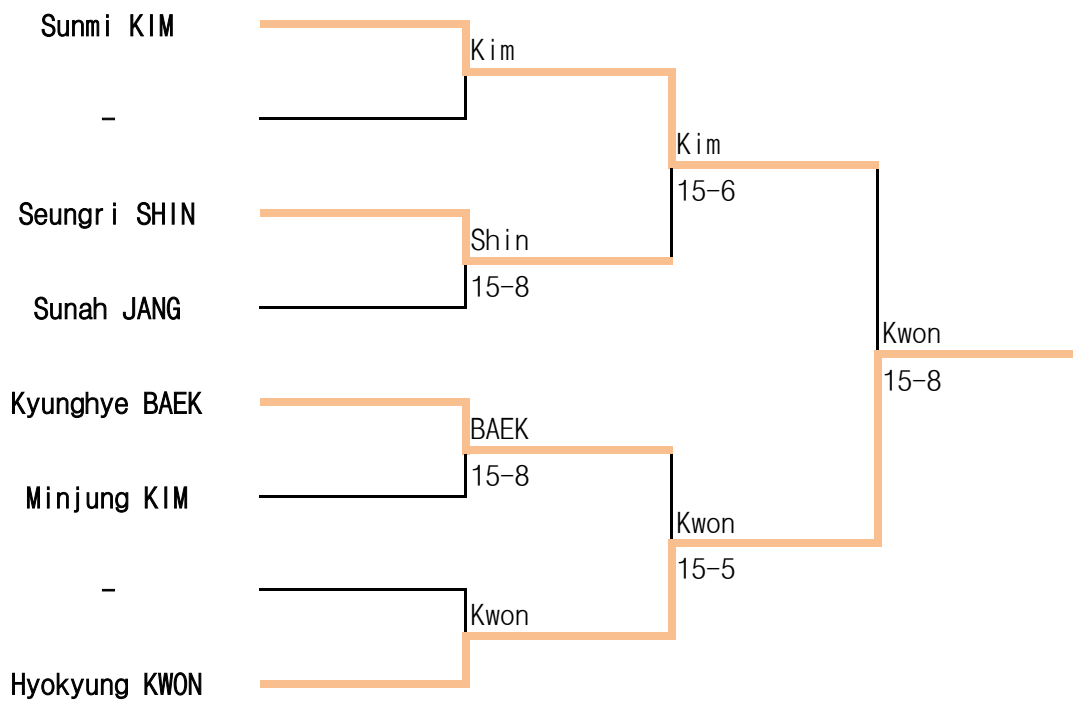 Sunmi KIM
Kim
-
Kim
15-6
Seungri SHIN
Shin
15-8
Sunah JANG
Kwon
15-8
Kyunghye BAEK
BAEK
15-8
Minjung KIM
Kwon
15-5
-
Kwon
Hyokyung KWON